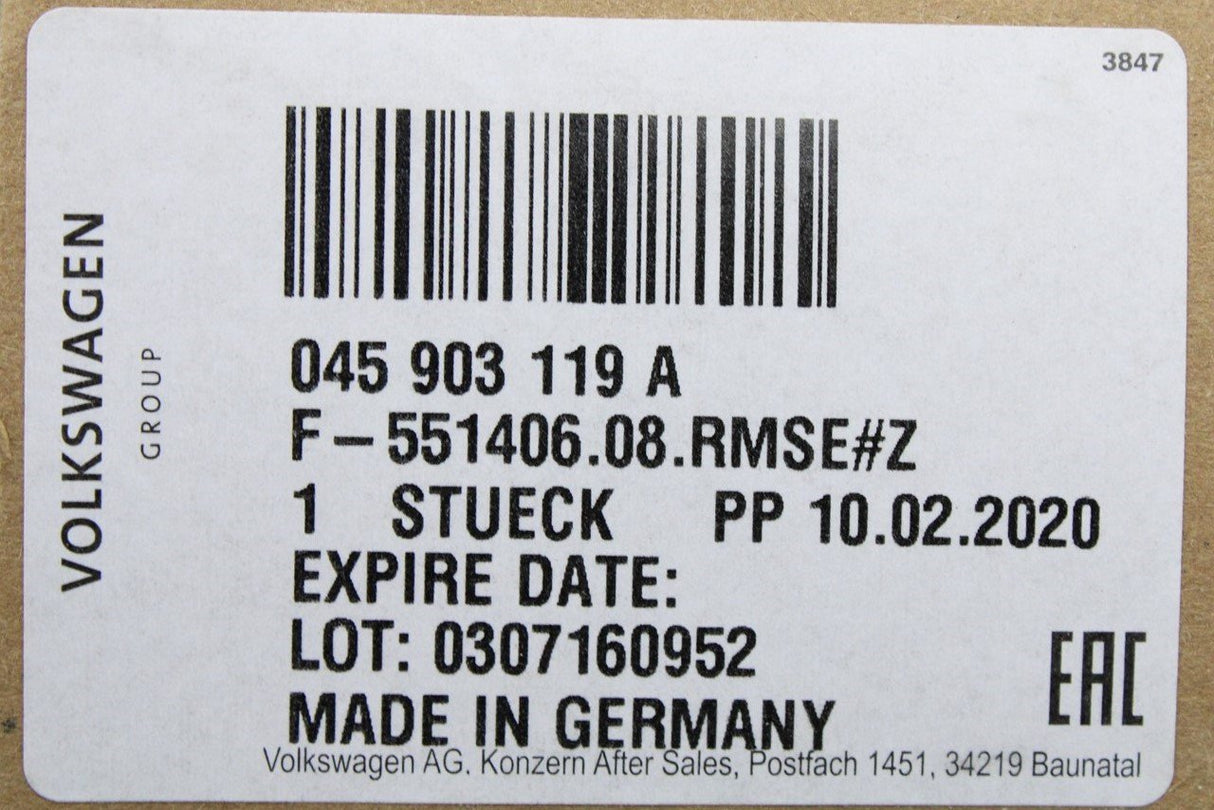 3847
VOLKSWAGEN
GROUP
045 903 119 A
F-551406.08.RMSE#Z
1 STUECK PP 10.02.2020
EXPIRE DATE:
LOT: 0307160952
MADE IN GERMANY
EAC
Volkswagen AG. Konzern After Sales, Postfach 1451, 34219 Baunatal